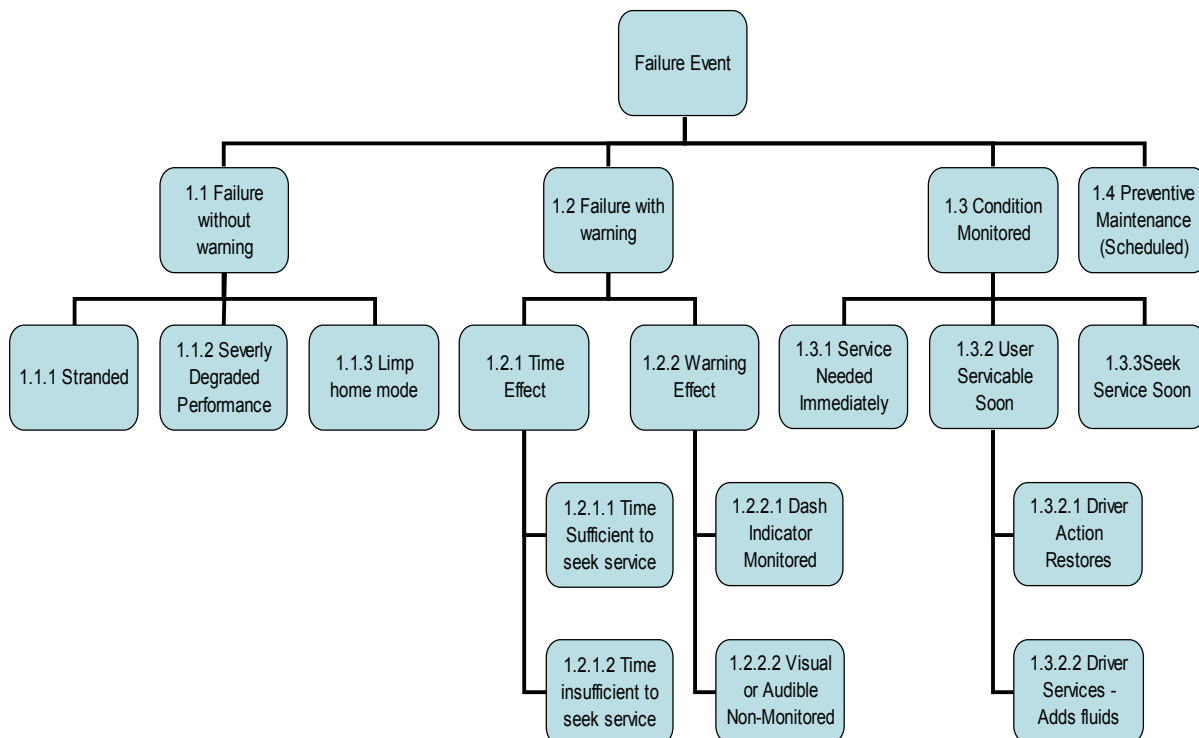 Failure Event
1.1 Failure
without
warning
1.2 Failure with
warning
1.3 Condition
Monitored
1.4 Preventive
Maintenance
(Scheduled)
1.1.1 Stranded
1.1.2 Severly
Degraded
Performance
1.1.3 Limp
home mode
1.2.1 Time
Effect
1.2.2 Warning
Effect
1.3.1 Service
Needed
Immediately
1.3.2 User
Servicable
Soon
1.3.3Seek
Service Soon
1.2.1.1 Time
Sufficient to
seek service
1.2.2.1 Dash
Indicator
Monitored
1.3.2.1 Driver
Action
Restores
1.2.1.2 Time
insufficient to
seek service
1.2.2.2 Visual
or Audible
Non-Monitored
1.3.2.2 Driver
Services -
Adds fluids